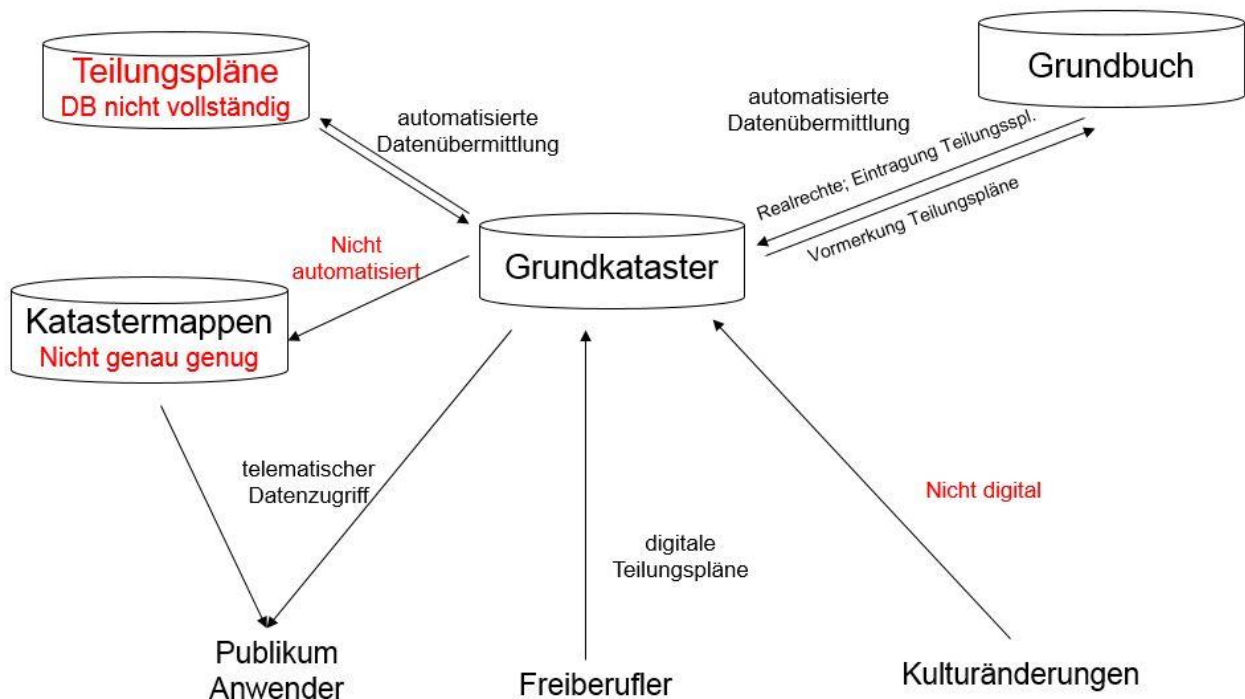 Teilungspläne
DB nicht vollständig
Grundbuch
automatisierte
Datenübermittlung
automatisierte
Datenübermittlung
Realrechte; Eintragung Teilungsspl.
Vormerkung Teilungspläne
Nicht
automatisiert
Grundkataster
Katastermappen
Nicht genau genug
telematischer
Datenzugriff
Nicht digital
digitale
Teilungspläne
Publikum
Anwender
Freiberufler
Kulturänderungen